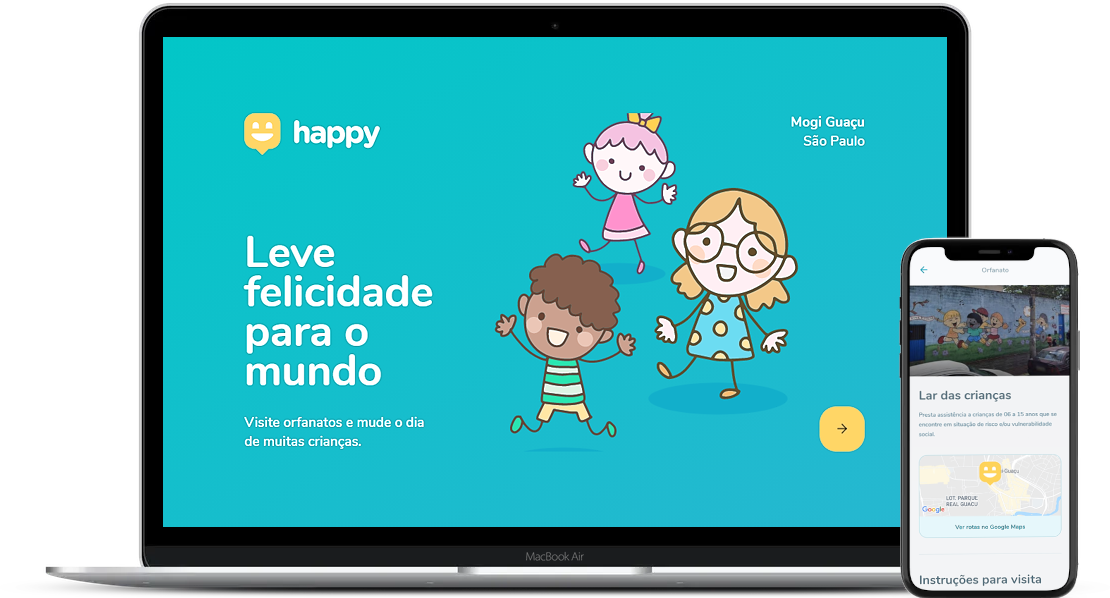 happy
Mogi Guaçu
São Paulo
Leve
felicidade
para o
mundo
Visite orfanatos e mude o dia
de muitas crianças.
MacBook Air
Orfanato
Lar das crianças
Presta assistência a crianças de 06 a 15 anos que se
encontre em situação de risco e/ou vulnerabilidade
social.
Guaçu
LOT. PARQUE
REAL GUAÇU
Google
Ver rotas no Google Maps
Instruções para visita